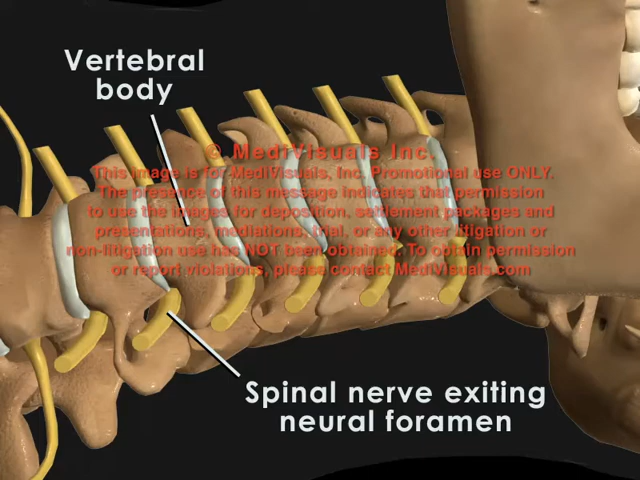 Vertebral
body
© MediVisuals Inc.
This image is for MediVisuals, Inc. Promotional use ONLY.
The presence of this message indicates that permission
to use the images for deposition, settlement packages and
presentations, mediations, trial, or any other litigation or
non-litigation use has NOT been obtained. To obtain permission
or report violations, please contact MediVisuals.com
Spinal nerve exiting
neural foramen